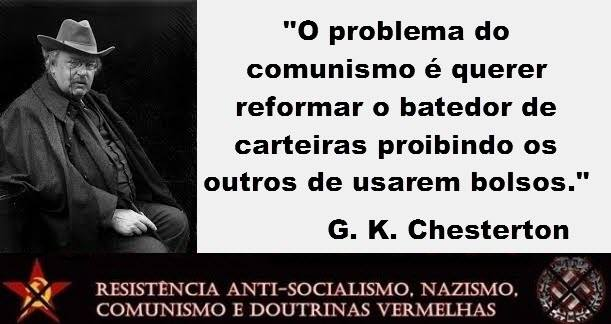 "O problema do
comunismo é querer
reformar o batedor de
carteiras proibindo os
outros de usarem bolsos."
G. K. Chesterton
RESISTÊNCIA ANTI-SOCIALISMO, NAZISMO,
COMUNISMO E DOUTRINAS VERMELHAS